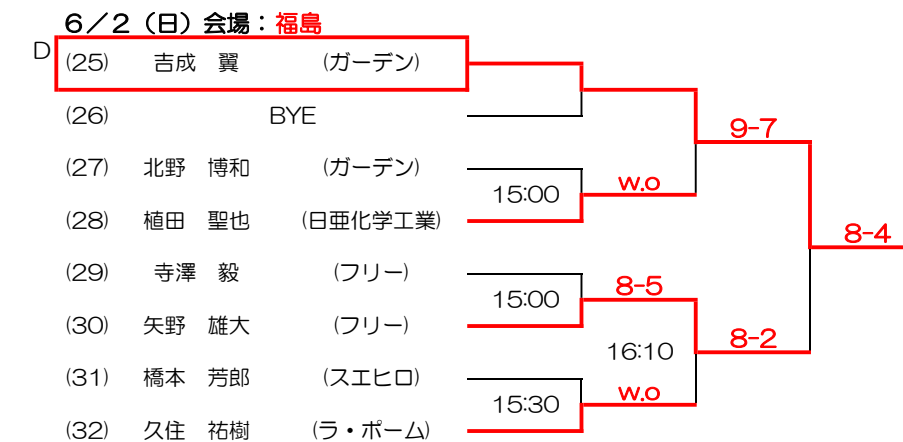 6／2（日）会場：福島
D
(25) 吉成　翼 (ガーデン)
(26) BYE
9-7
(27) 北野　博和 (ガーデン)
15:00 W.O
(28) 植田　聖也 (日亜化学工業)
8-4
(29) 寺澤　毅 (フリー)
15:00 8-5
(30) 矢野　雄大 (フリー)
8-2
16:10
(31) 橋本　芳郎 (スエヒロ)
15:30 W.O
(32) 久住　祐樹 (ラ・ポーム)